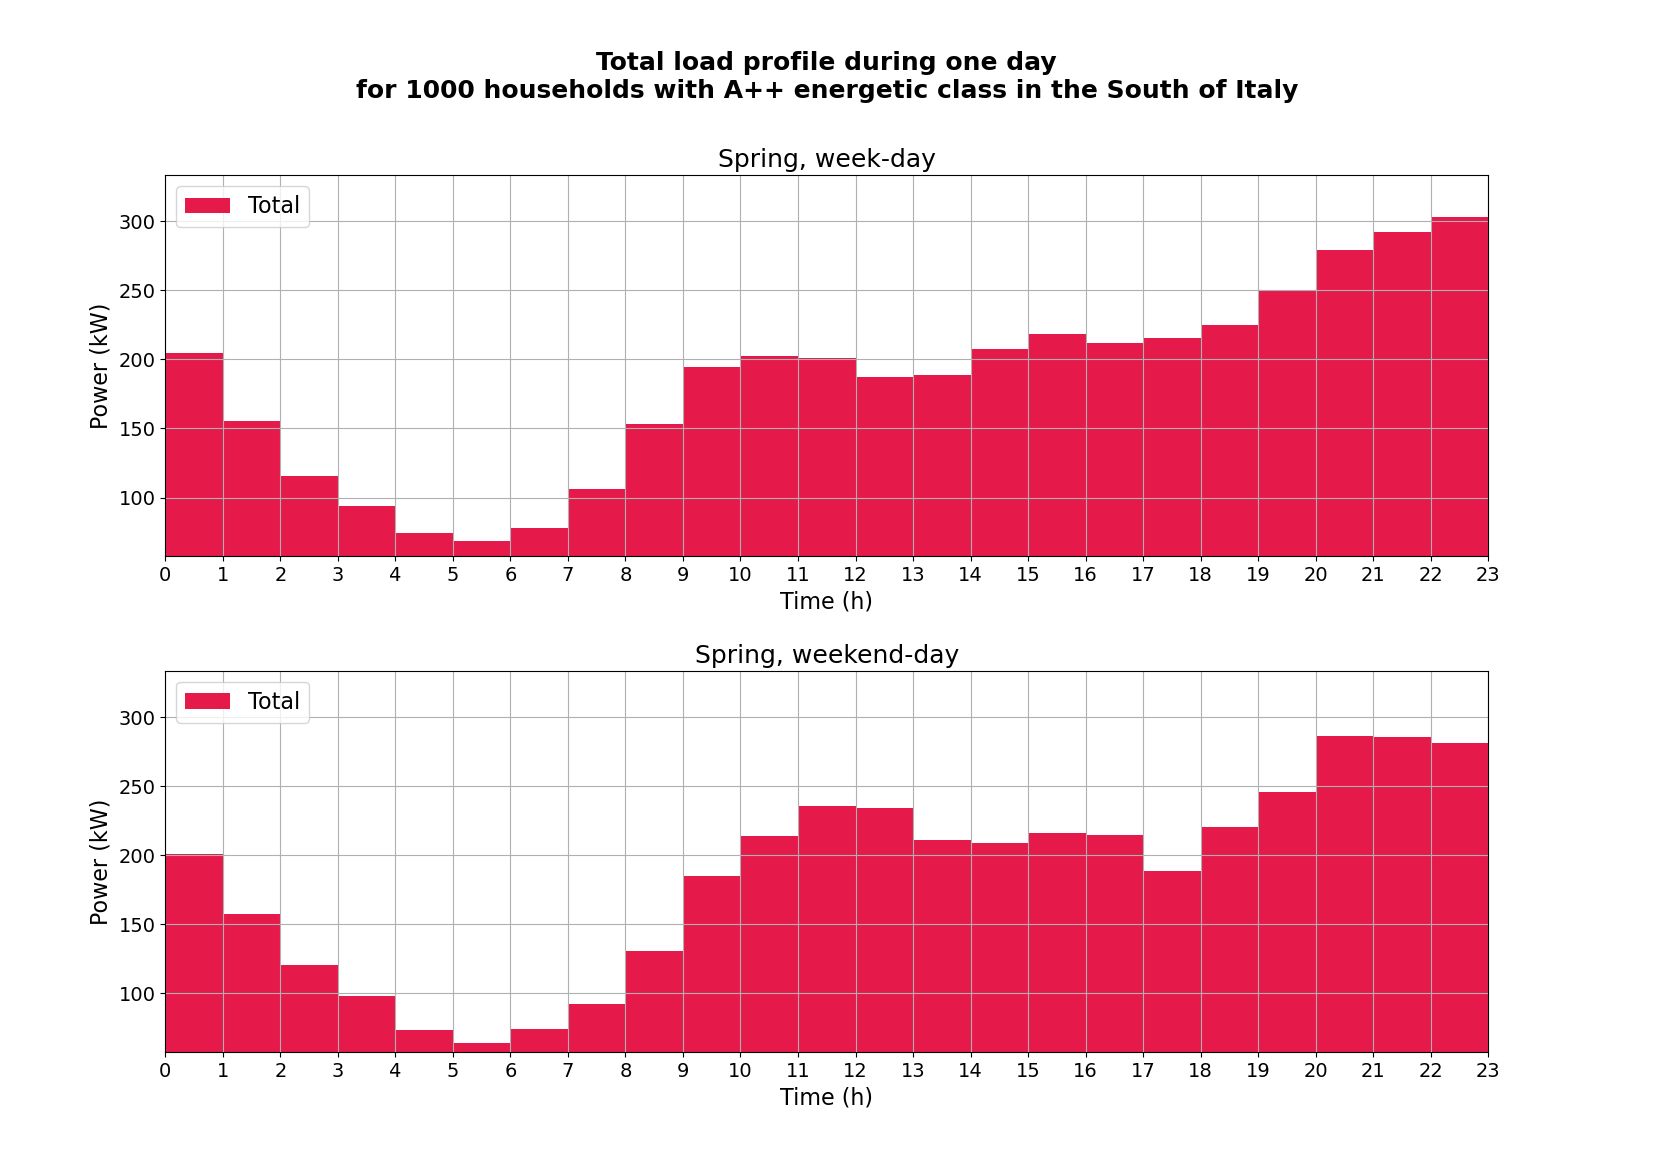 Total load profile during one day
for 1000 households with A++ energetic class in the South of Italy
Spring, week-day
Total
300
250
200
150
100
Power (kW)
0 1 2 3 4 5 6 7 8 9 10 11 12 13 14 15 16 17 18 19 20 21 22 23
Time (h)
Spring, weekend-day
Total
300
250
200
150
100
Power (kW)
0 1 2 3 4 5 6 7 8 9 10 11 12 13 14 15 16 17 18 19 20 21 22 23
Time (h)